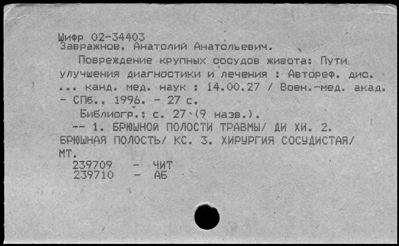 Шифр 02-34403
Завражнов, Анатолий Анатольевич.
Повреждение крупных сосудов живота: Пути
улучшения диагностики и лечения : Автореф. дис.
... канд. мед. наук : 14.00.27 / Воен.-мед. акад.
- СПб., 1996. - 27 с.
Библиогр.: с. 27 (9 назв.).
-- 1. БРЮШНОЙ ПОЛОСТИ ТРАВМЫ/ ДИ ХИ. 2.
БРЮШНАЯ ПОЛОСТЬ/ КС. 3. ХИРУРГИЯ СОСУДИСТАЯ/
МТ.
239709 - ЧИТ
239710 - АБ